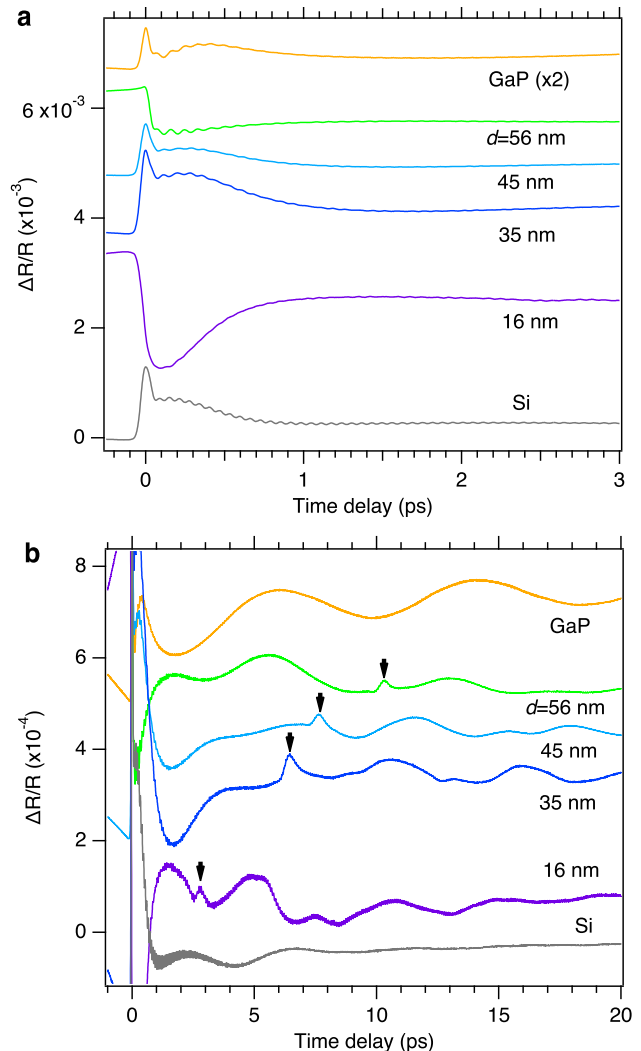 a
GaP (x2)
6 x10⁻³
d=56 nm
45 nm
4
35 nm
16 nm
2
Si
0
ΔR/R (x10⁻³)
0 1 2 3
Time delay (ps)
b
8
GaP
6
d=56 nm
45 nm
4
35 nm
2
16 nm
Si
0
ΔR/R (x10⁻⁴)
0 5 10 15 20
Time delay (ps)